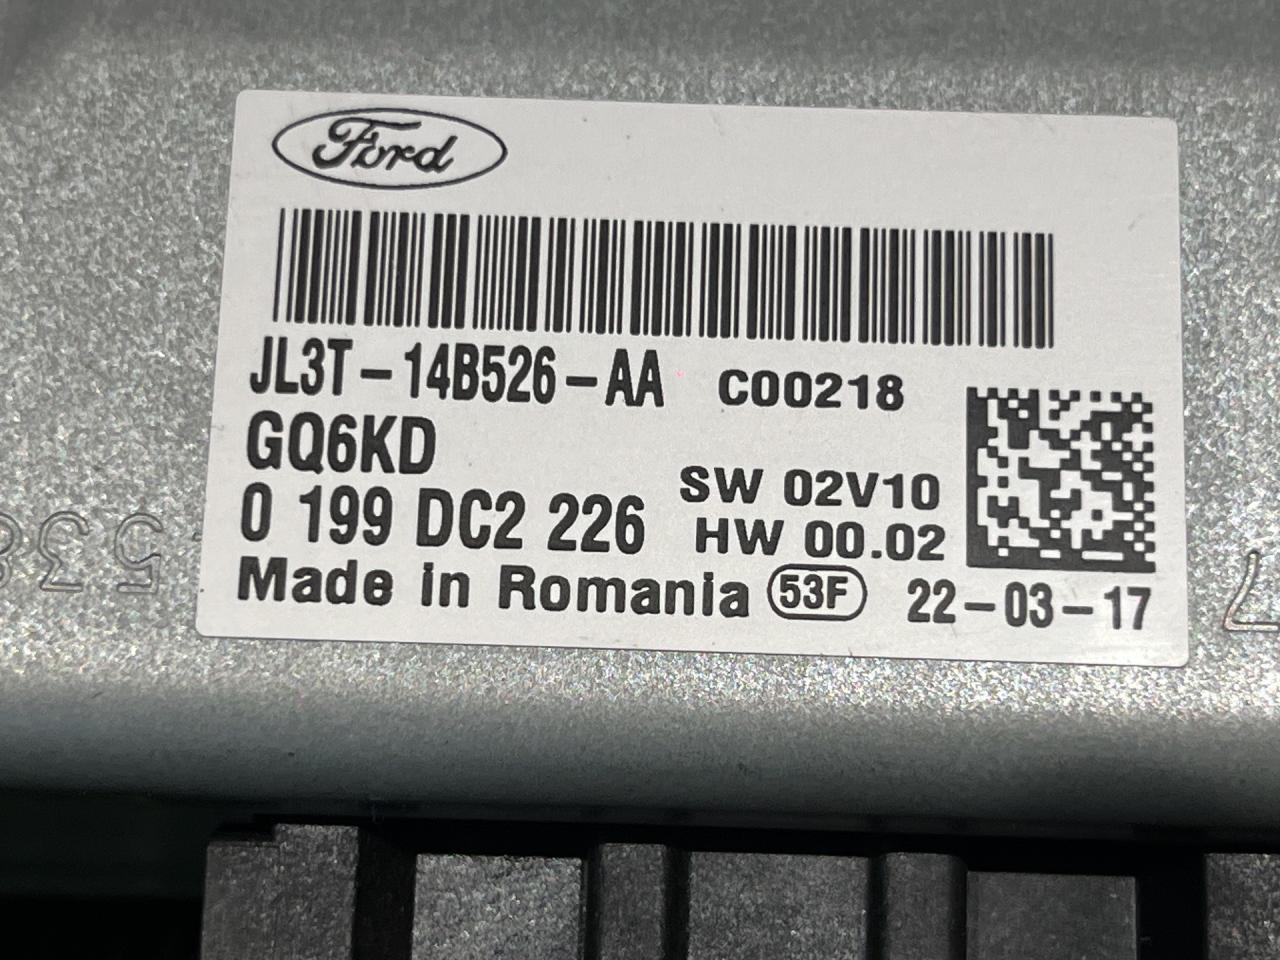 Ford
JL3T-14B526-AA C00218
GQ6KD
SW 02V10
0 199 DC2 226 HW 00.02
Made in Romania 53F 22-03-17